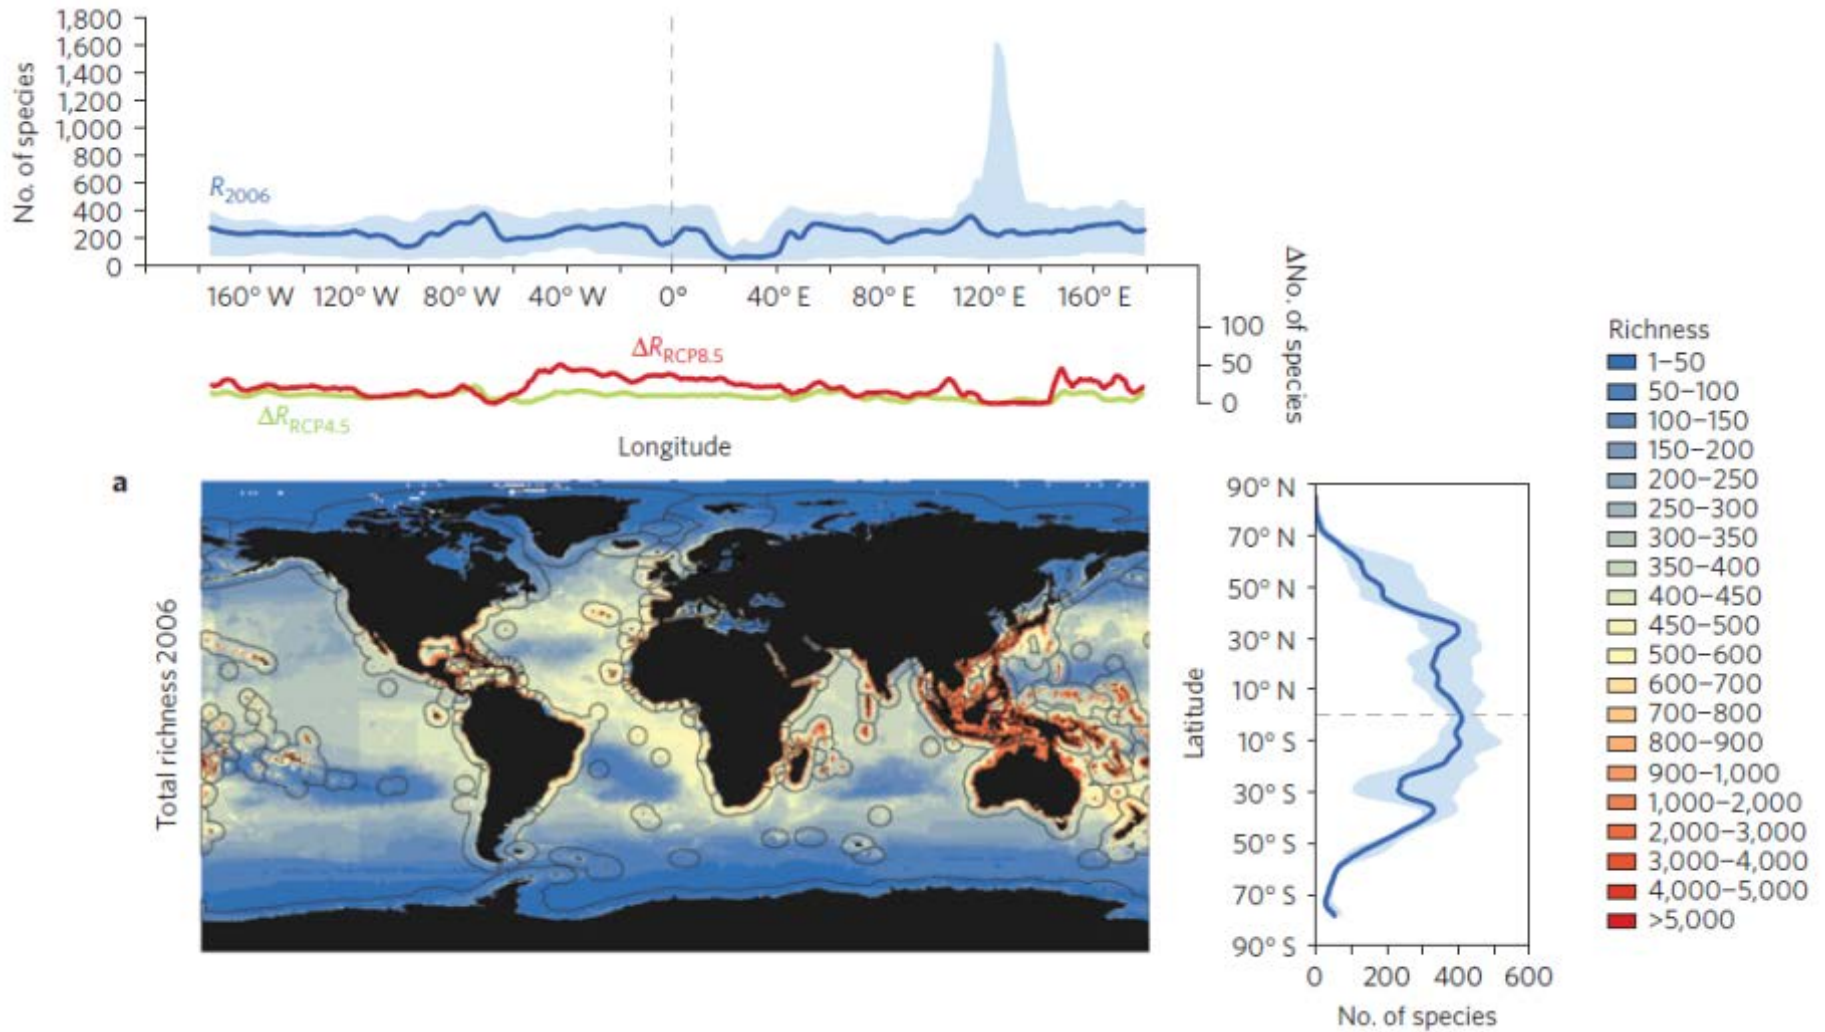 1,800
1,600
1,400
1,200
1,000
800
600
400
200
0
No. of species
R2006
160° W 120° W 80° W 40° W 0° 40° E 80° E 120° E 160° E
ΔNo. of species
100
50
0
ΔRRCP8.5
ΔRRCP4.5
Longitude
a
Total richness 2006
90° N
70° N
50° N
30° N
10° N
10° S
30° S
50° S
70° S
90° S
Latitude
0 200 400 600
No. of species
Richness
1–50
50–100
100–150
150–200
200–250
250–300
300–350
350–400
400–450
450–500
500–600
600–700
700–800
800–900
900–1,000
1,000–2,000
2,000–3,000
3,000–4,000
4,000–5,000
>5,000